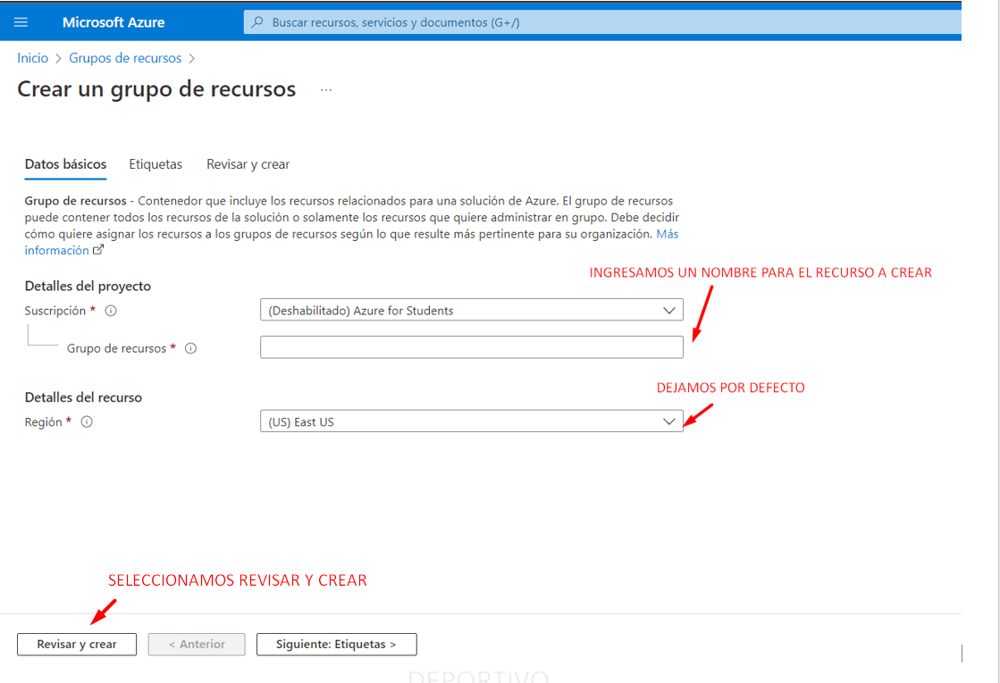 Microsoft Azure
Buscar recursos, servicios y documentos (G+/)
Inicio > Grupos de recursos >
Crear un grupo de recursos ...
Datos básicos Etiquetas Revisar y crear
Grupo de recursos - Contenedor que incluye los recursos relacionados para una solución de Azure. El grupo de recursos
puede contener todos los recursos de la solución o solamente los recursos que quiere administrar en grupo. Debe decidir
cómo quiere asignar los recursos a los grupos de recursos según lo que resulte más pertinente para su organización. Más
información
INGRESAMOS UN NOMBRE PARA EL RECURSO A CREAR
Detalles del proyecto
Suscripción *
(Deshabilitado) Azure for Students
Grupo de recursos *
DEJAMOS POR DEFECTO
Detalles del recurso
Región *
(US) East US
SELECCIONAMOS REVISAR Y CREAR
Revisar y crear
< Anterior
Siguiente: Etiquetas >
DEPORTIVO